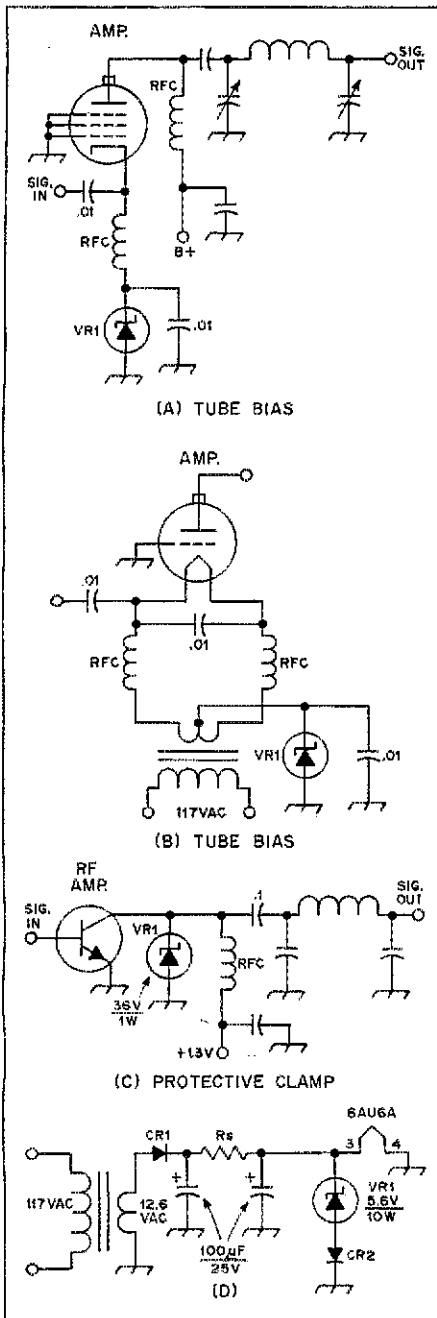 AMP.
RFC
SIG. OUT
SIG. IN
.01
RFC
B+
VR1
.01
(A) TUBE BIAS
AMP.
.01
.01
RFC
RFC
VR1
.01
117VAC
(B) TUBE BIAS
RF AMP.
SIG. IN
VR1
.1
SIG. OUT
36V
1W
RFC
+13V
(C) PROTECTIVE CLAMP
6AU6A
CR1
Rs
3
4
117VAC
12.6 VAC
100µF
25V
VR1
5.6V
10W
CR2
(D)